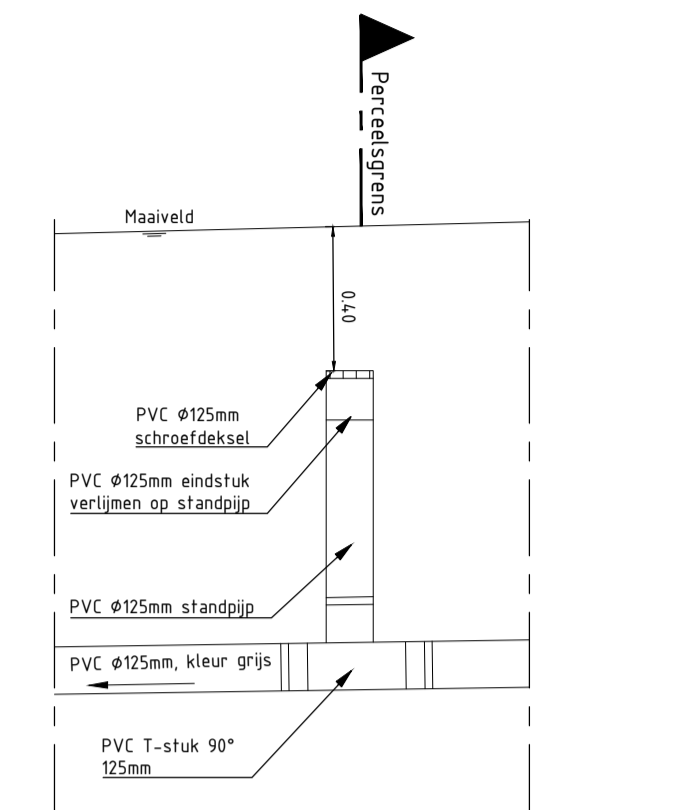 Perceelsgrens
Maaiveld
0.40
PVC Ø125mm
schroefdeksel
PVC Ø125mm eindstuk
verlijmen op standpijp
PVC Ø125mm standpijp
PVC Ø125mm, kleur grijs
PVC T-stuk 90°
125mm